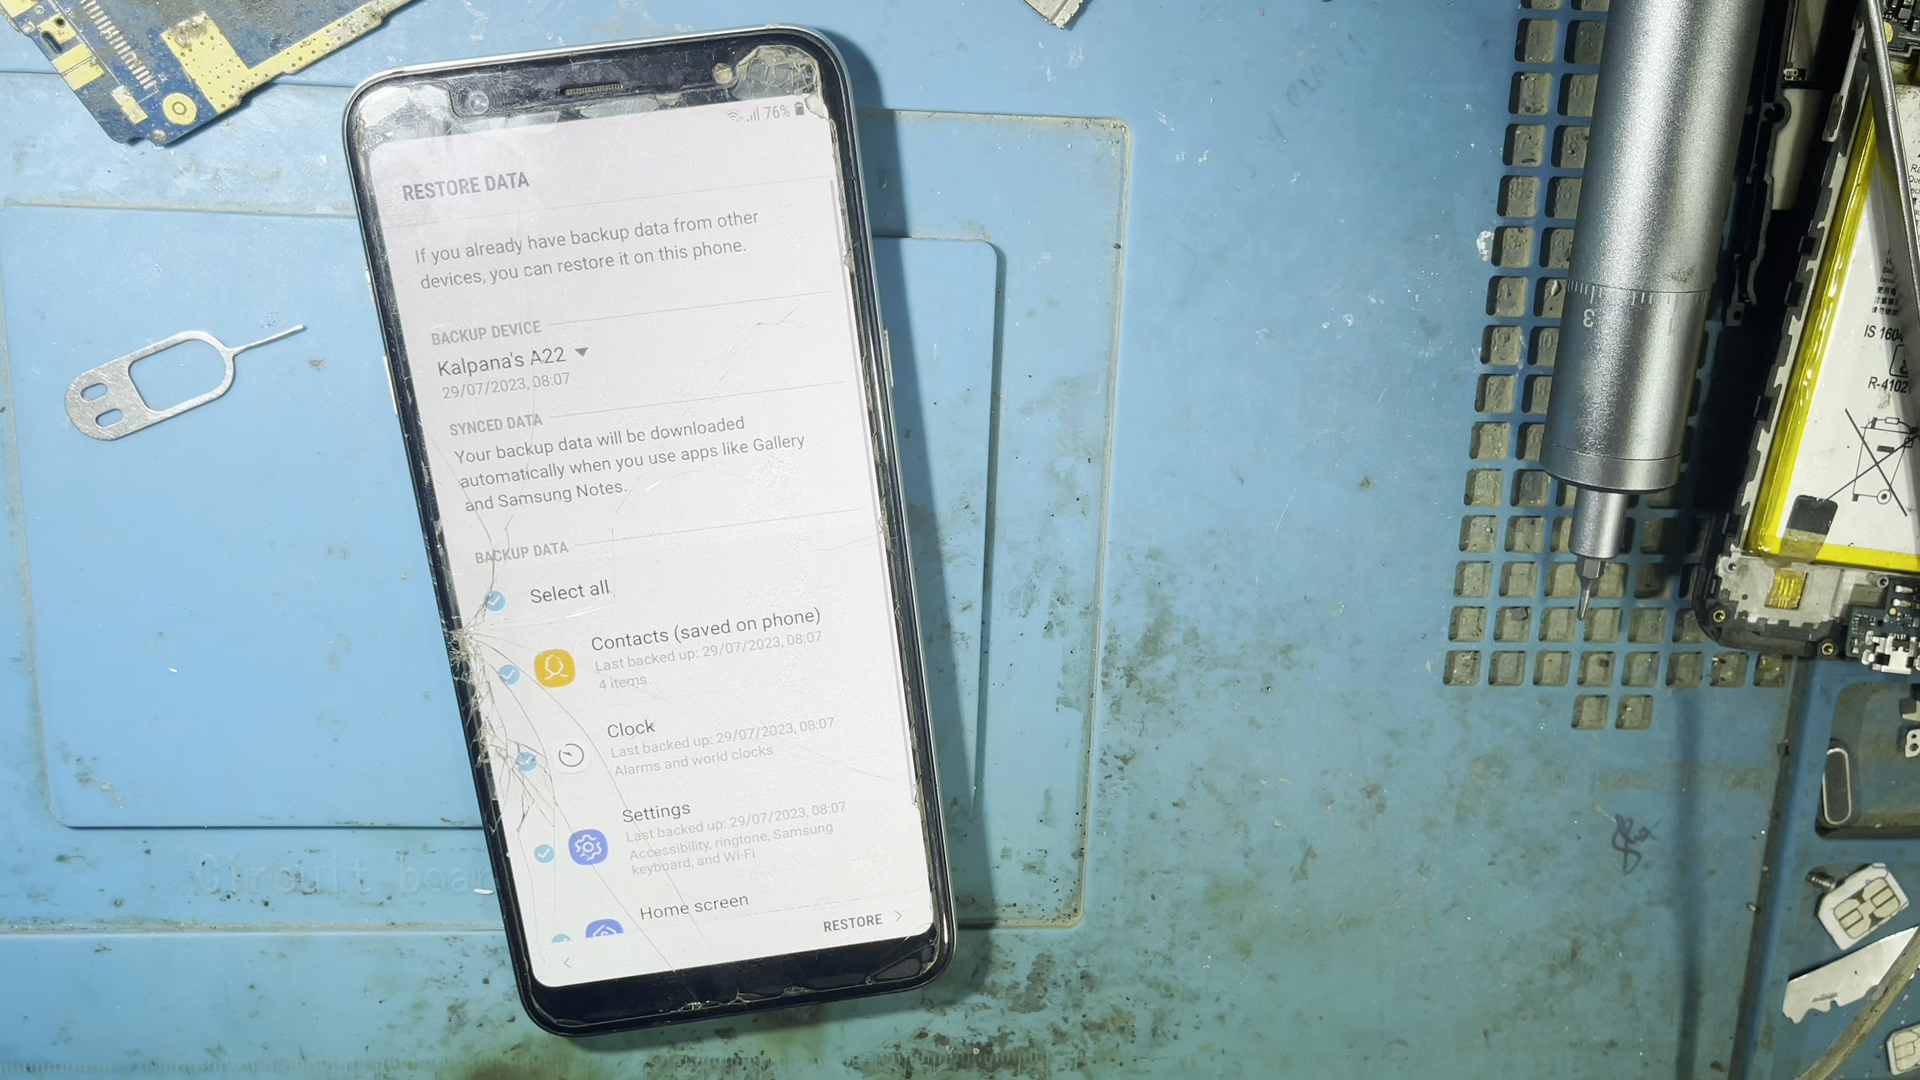 76%
RESTORE DATA
If you already have backup data from other
devices, you can restore it on this phone.
BACKUP DEVICE
Kalpana's A22
29/07/2023, 08:07
SYNCED DATA
Your backup data will be downloaded
automatically when you use apps like Gallery
and Samsung Notes.
BACKUP DATA
Select all
Contacts (saved on phone)
Last backed up: 29/07/2023, 08:07
4 items
Clock
Last backed up: 29/07/2023, 08:07
Alarms and world clocks
Settings
Last backed up: 29/07/2023, 08:07
Accessibility, ringtone, Samsung
keyboard, and Wi-Fi
Home screen
RESTORE
Circuit boar
3